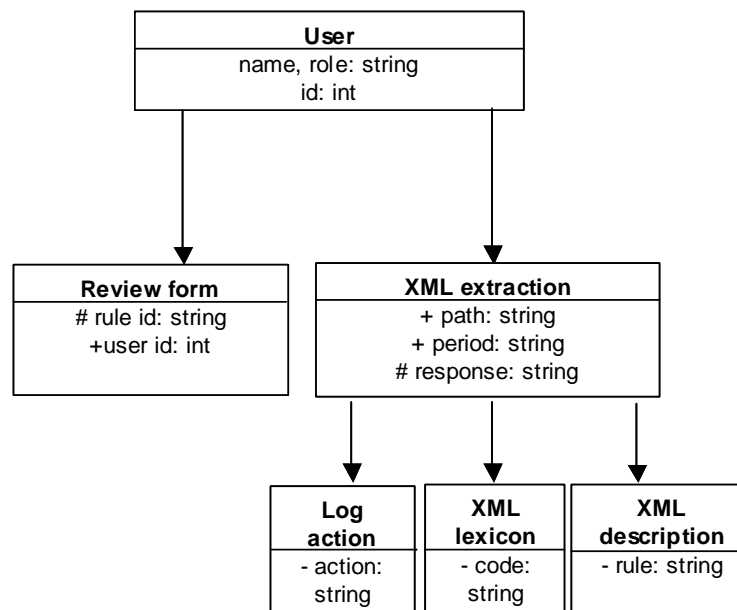 User
name, role: string
id: int
Review form
# rule id: string
+user id: int
XML extraction
+ path: string
+ period: string
# response: string
Log
action
- action:
string
XML
lexicon
- code:
string
XML
description
- rule: string